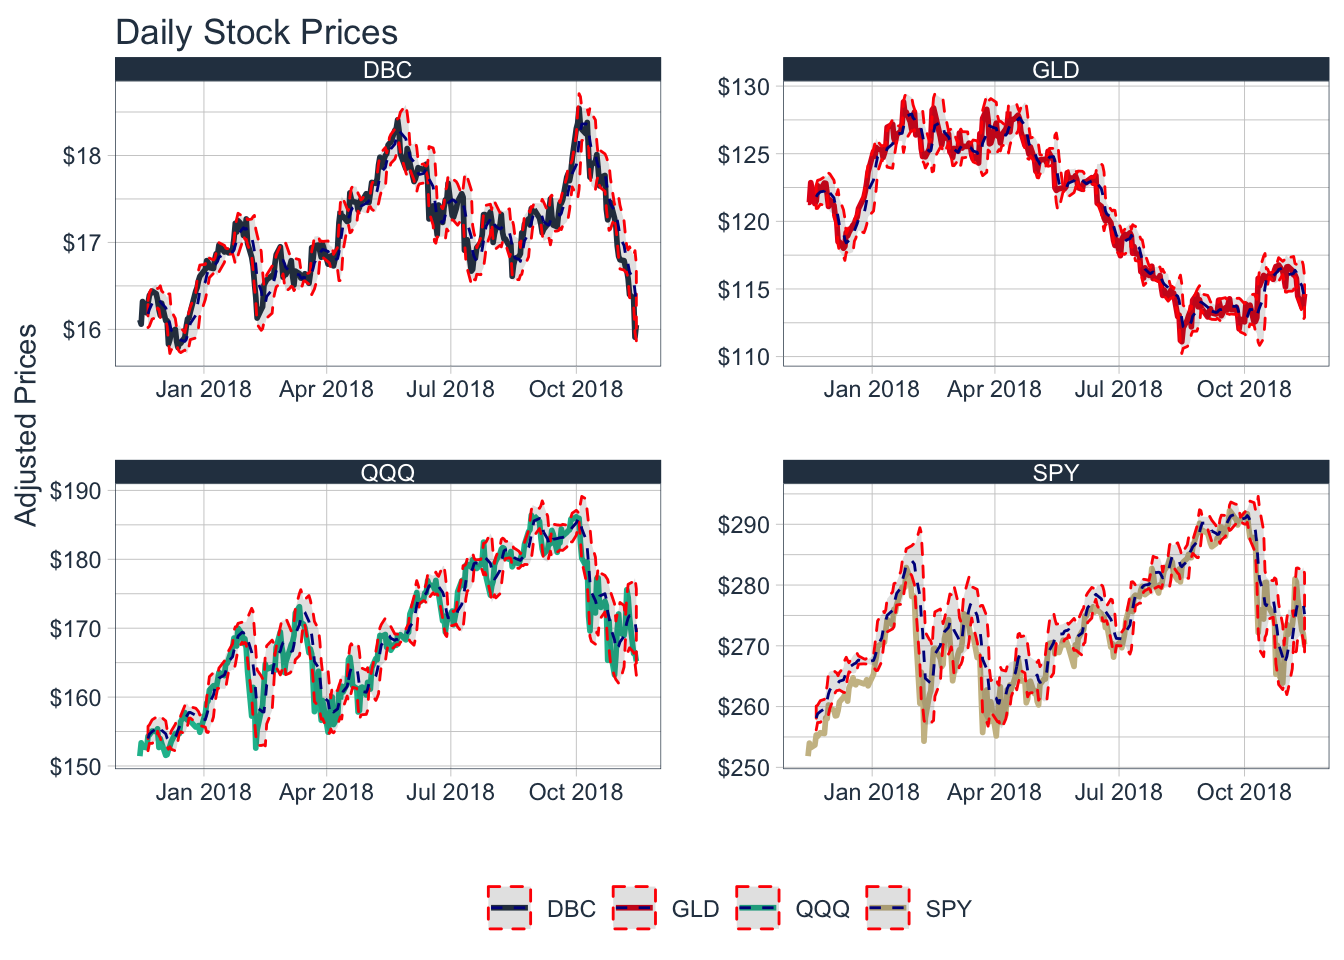 Daily Stock Prices
DBC
GLD
$18
$17
$16
$130
$125
$120
$115
$110
Jan 2018 Apr 2018 Jul 2018 Oct 2018
Jan 2018 Apr 2018 Jul 2018 Oct 2018
Adjusted Prices
QQQ
SPY
$190
$180
$170
$160
$150
$290
$280
$270
$260
$250
Jan 2018 Apr 2018 Jul 2018 Oct 2018
Jan 2018 Apr 2018 Jul 2018 Oct 2018
DBC GLD QQQ SPY